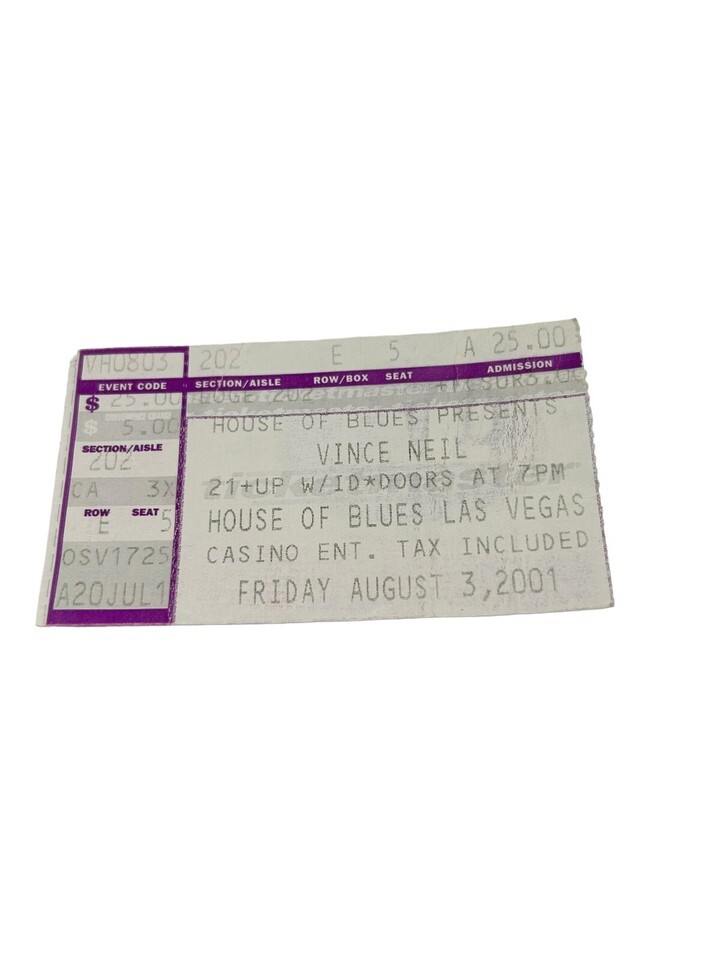 VH0803 202 E 5 A 25.00
EVENT CODE SECTION/AISLE ROW/BOX SEAT ADMISSION
$ 25.00 LOGE 202
$ 5.00 HOUSE OF BLUES PRESENTS
SECTION/AISLE VINCE NEIL
202 21+UP W/ID*DOORS AT 7PM
CA 3X HOUSE OF BLUES LAS VEGAS
ROW SEAT
E 5
OSV1725 CASINO ENT. TAX INCLUDED
A20JUL1 FRIDAY AUGUST 3,2001